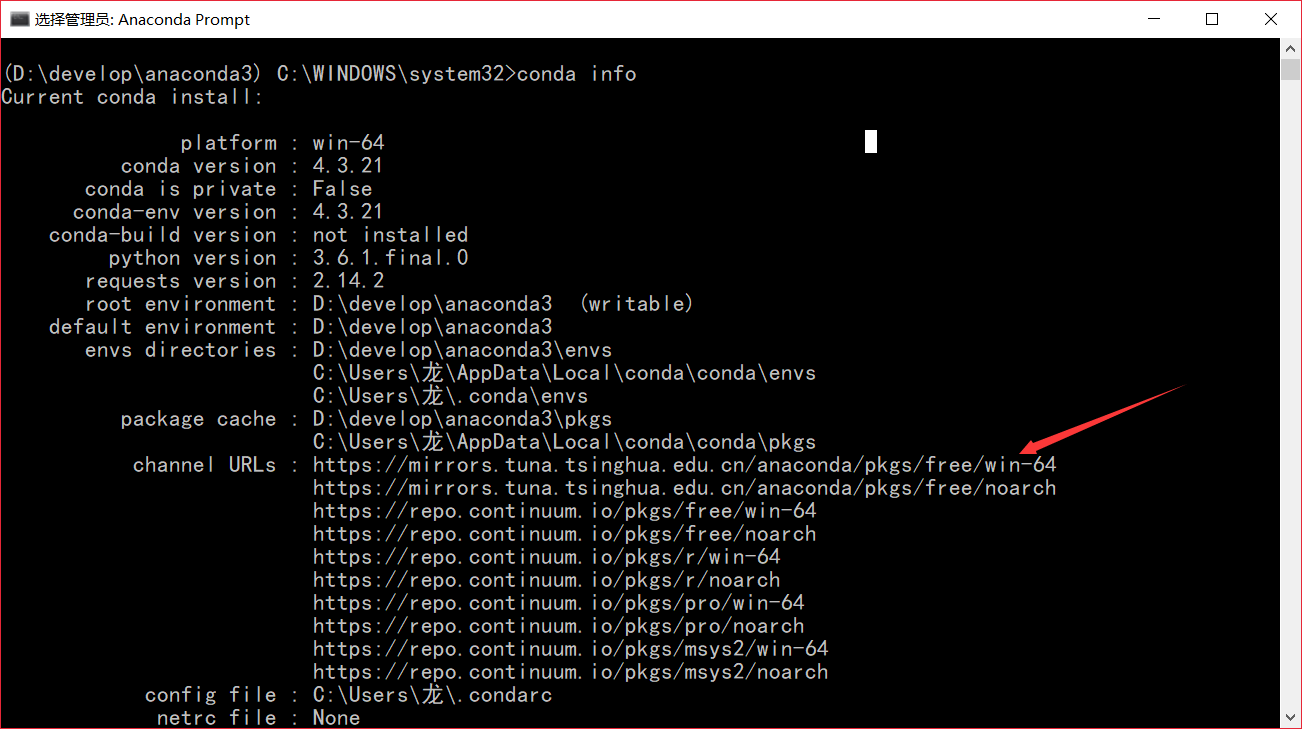 选择管理员: Anaconda Prompt
(D:\develop\anaconda3) C:\WINDOWS\system32>conda info
Current conda install:
platform : win-64
conda version : 4.3.21
conda is private : False
conda-env version : 4.3.21
conda-build version : not installed
python version : 3.6.1.final.0
requests version : 2.14.2
root environment : D:\develop\anaconda3  (writable)
default environment : D:\develop\anaconda3
envs directories : D:\develop\anaconda3\envs
C:\Users\龙\AppData\Local\conda\conda\envs
C:\Users\龙\.conda\envs
package cache : D:\develop\anaconda3\pkgs
C:\Users\龙\AppData\Local\conda\conda\pkgs
channel URLs : https://mirrors.tuna.tsinghua.edu.cn/anaconda/pkgs/free/win-64
https://mirrors.tuna.tsinghua.edu.cn/anaconda/pkgs/free/noarch
https://repo.continuum.io/pkgs/free/win-64
https://repo.continuum.io/pkgs/free/noarch
https://repo.continuum.io/pkgs/r/win-64
https://repo.continuum.io/pkgs/r/noarch
https://repo.continuum.io/pkgs/pro/win-64
https://repo.continuum.io/pkgs/pro/noarch
https://repo.continuum.io/pkgs/msys2/win-64
https://repo.continuum.io/pkgs/msys2/noarch
config file : C:\Users\龙\.condarc
netrc file : None